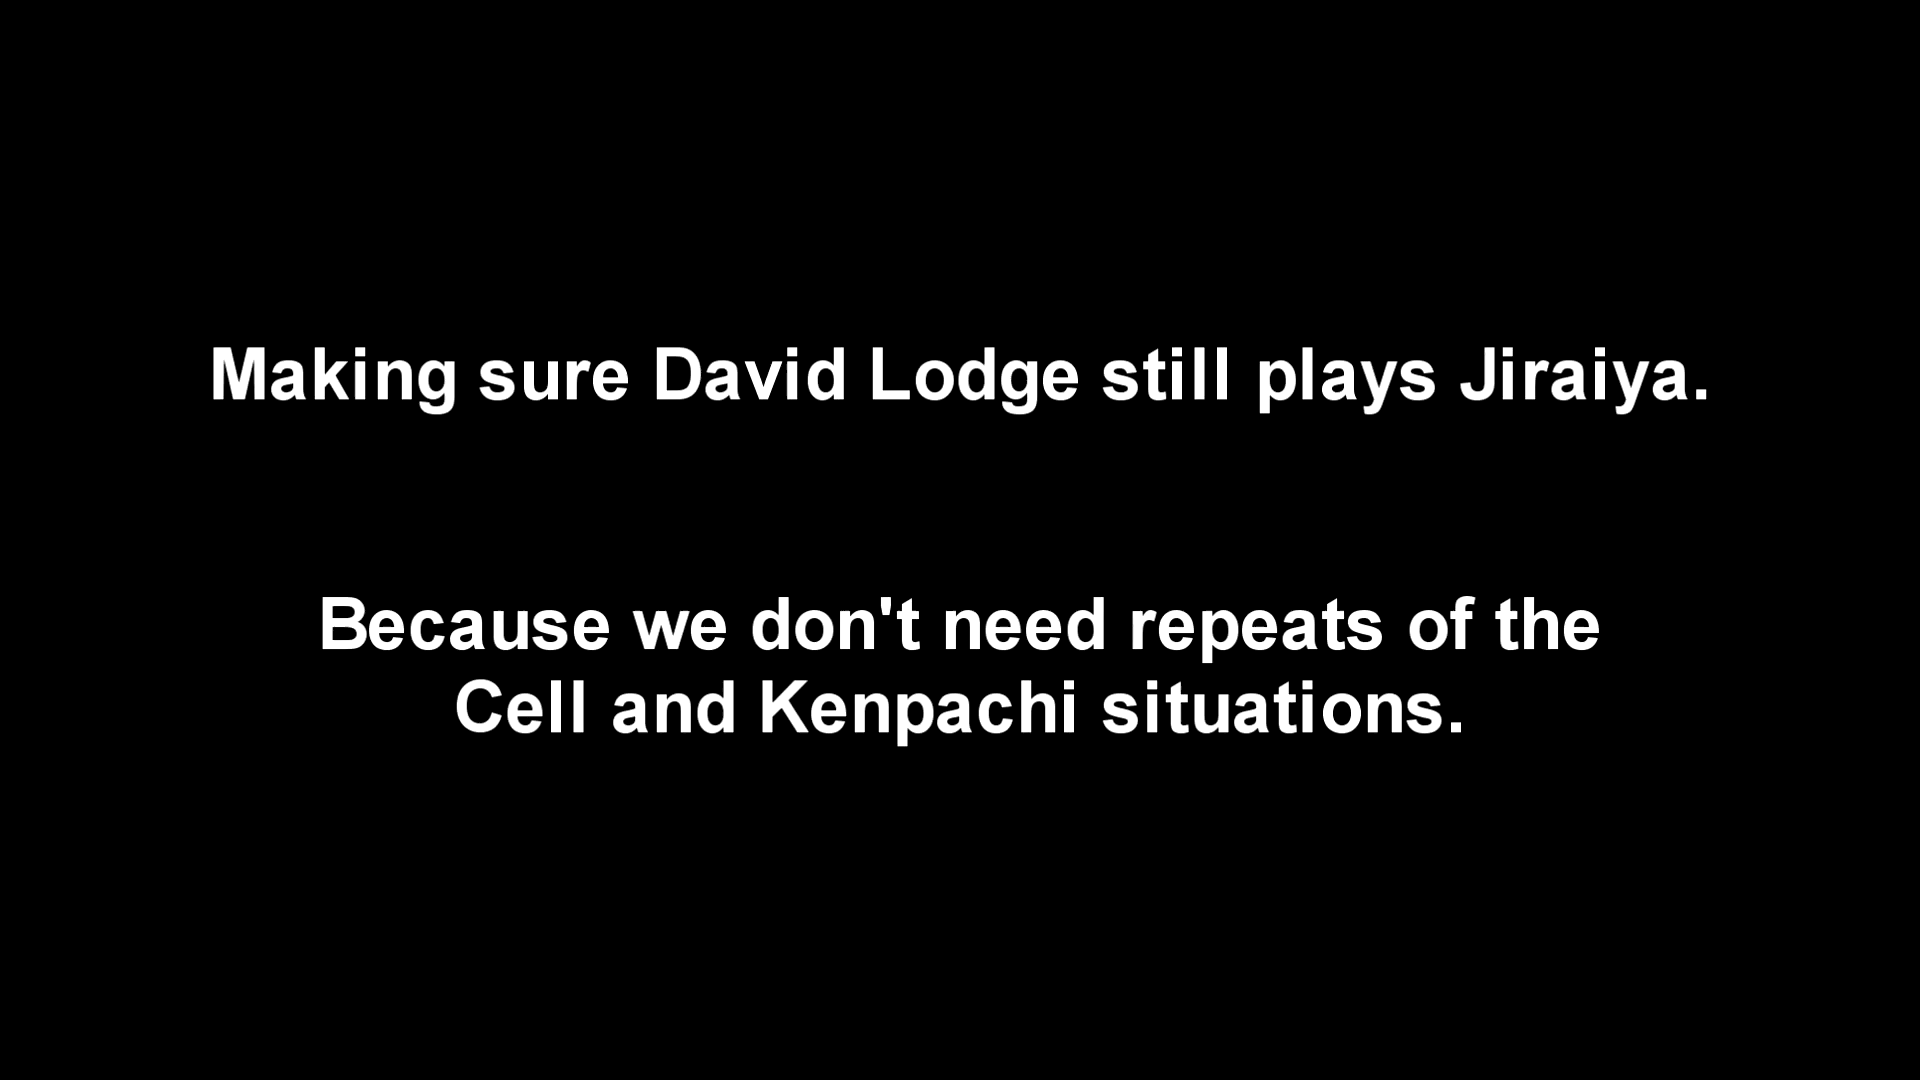 Making sure David Lodge still plays Jiraiya.
Because we don't need repeats of the
Cell and Kenpachi situations.